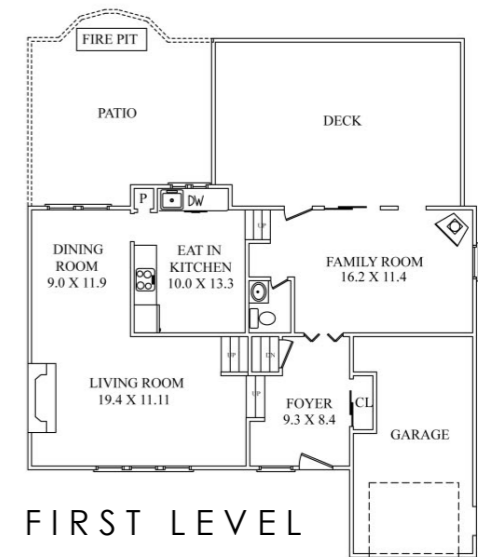 FIRE PIT
PATIO
DECK
P
DW
UP
DINING
ROOM
9.0 X 11.9
EAT IN
KITCHEN
10.0 X 13.3
FAMILY ROOM
16.2 X 11.4
UP
DN
LIVING ROOM
19.4 X 11.11
UP
FOYER
9.3 X 8.4
CL
GARAGE
FIRST LEVEL